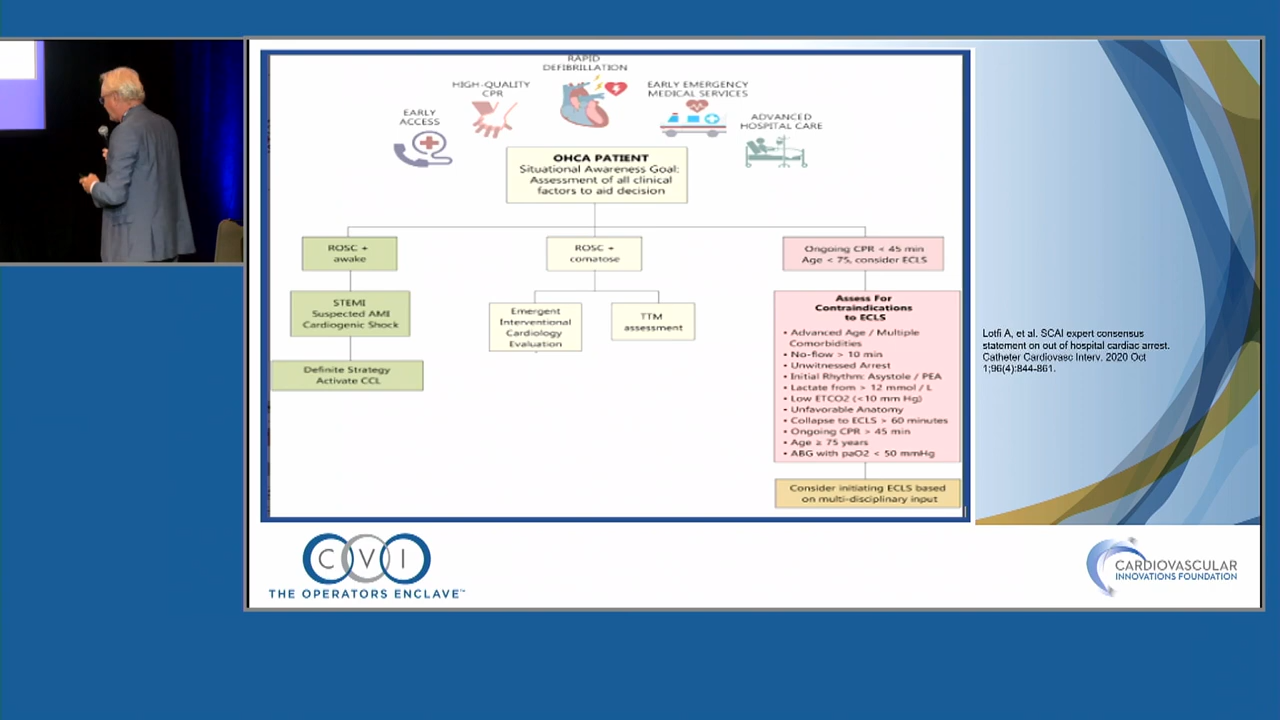 RAPID
DEFIBRILLATION
HIGH-QUALITY
CPR
EARLY EMERGENCY
MEDICAL SERVICES
EARLY
ACCESS
ADVANCED
HOSPITAL CARE
OHCA PATIENT
Situational Awareness Goal:
Assessment of all clinical
factors to aid decision
ROSC +
awake
ROSC +
comatose
Ongoing CPR < 45 min
Age < 75, consider ECLS
STEMI
Suspected AMI
Cardiogenic Shock
Emergent
Interventional
Cardiology
Evaluation
TTM
assessment
Definite Strategy
Activate CCL
Assess For
Contraindications
to ECLS
• Advanced Age / Multiple
Comorbidities
• No-flow > 10 min
• Unwitnessed Arrest
• Initial Rhythm: Asystole / PEA
• Lactate from > 12 mmol / L
• Low ETCO2 (<10 mm Hg)
• Unfavorable Anatomy
• Collapse to ECLS > 60 minutes
• Ongoing CPR > 45 min
• Age ≥ 75 years
• ABG with paO2 < 50 mmHg
Consider initiating ECLS based
on multi-disciplinary input
Lotfi A, et al. SCAI expert consensus
statement on out of hospital cardiac arrest.
Catheter Cardiovasc Interv. 2020 Oct
1;96(4):844-861.
CVI
THE OPERATORS ENCLAVE™
CARDIOVASCULAR
INNOVATIONS FOUNDATION